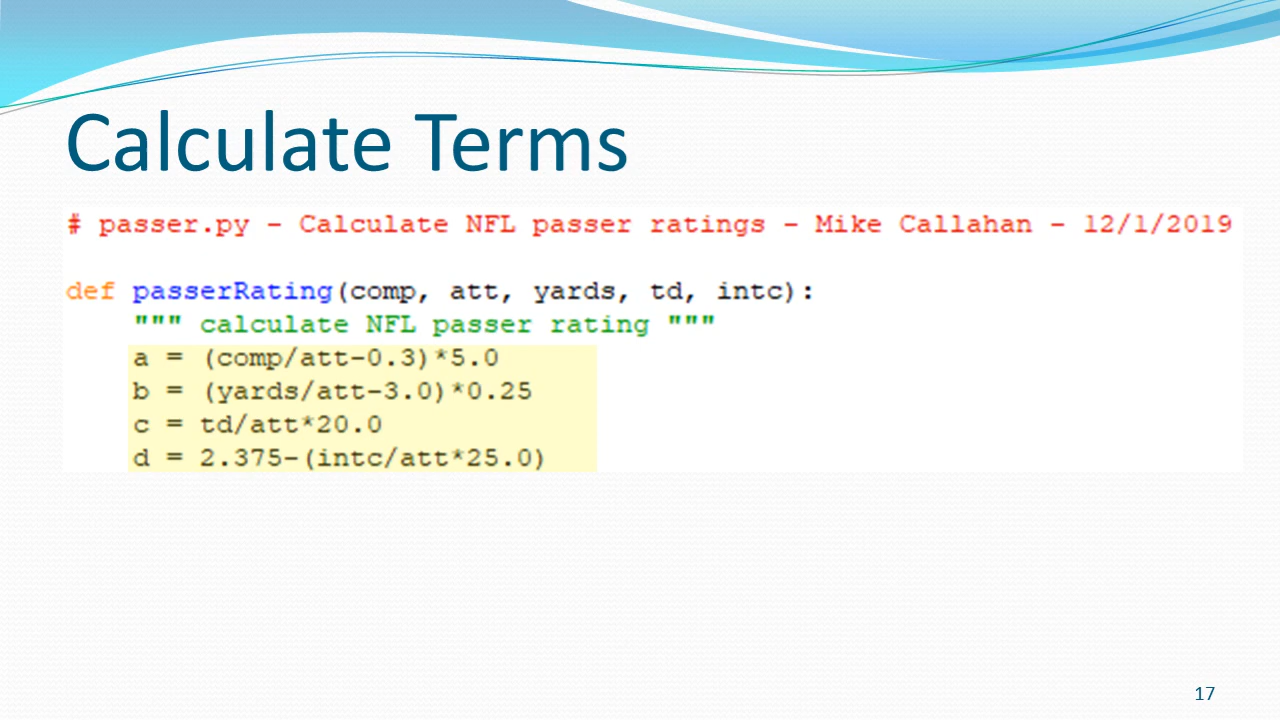 Calculate Terms
# passer.py - Calculate NFL passer ratings - Mike Callahan - 12/1/2019
def passerRating(comp, att, yards, td, intc):
""" calculate NFL passer rating """
a = (comp/att-0.3)*5.0
b = (yards/att-3.0)*0.25
c = td/att*20.0
d = 2.375-(intc/att*25.0)
17